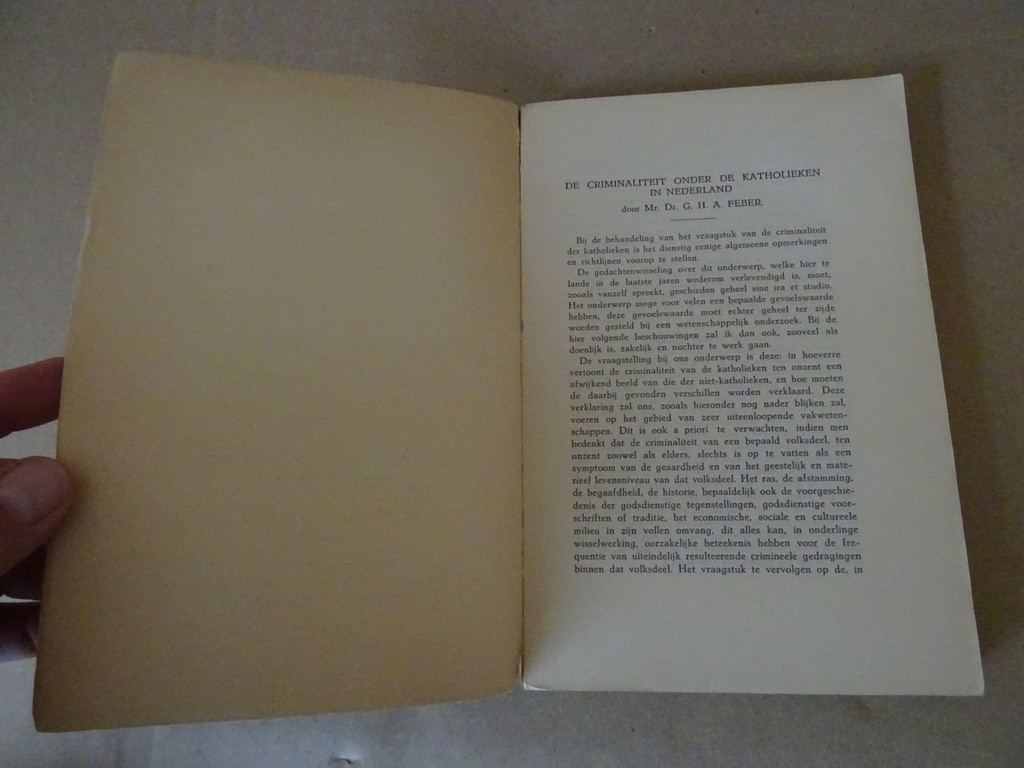 DE CRIMINALITEIT ONDER DE KATHOLIEKEN
IN NEDERLAND
door Mr. Dr. G. H. A. FEBER.
Bij de behandeling van het vraagstuk van de criminaliteit
der katholieken is het dienstig eenige algemeene opmerkingen
en richtlijnen voorop te stellen.
De gedachtenwisseling over dit onderwerp, welke hier te
lande in de laatste jaren wederom verlevendigd is, moet,
zooals vanzelf spreekt, geschieden geheel sine ira et studio.
Het onderwerp moge voor velen een bepaalde gevoelswaarde
hebben, deze gevoelswaarde moet echter geheel ter zijde
worden gesteld bij een wetenschappelijk onderzoek. Bij de
hier volgende beschouwingen zal ik dan ook, zooveel als
doenlijk is, zakelijk en nuchter te werk gaan.
De vraagstelling bij ons onderwerp is deze: in hoeverre
vertoont de criminaliteit van de katholieken ten onzent een
afwijkend beeld van die der niet-katholieken, en hoe moeten
de daarbij gevonden verschillen worden verklaard. Deze
verklaring zal ons, zooals hieronder nog nader blijken zal,
voeren op het gebied van zeer uiteenloopende vakweten-
schappen. Dit is ook a priori te verwachten, indien men
bedenkt dat de criminaliteit van een bepaald volksdeel, ten
onzent zoowel als elders, slechts is op te vatten als een
symptoom van de geaardheid en van het geestelijk en mate-
rieel levensniveau van dat volksdeel. Het ras, de afstamming,
de begaafdheid, de historie, bepaaldelijk ook de voorgeschie-
denis der godsdienstige tegenstellingen, godsdienstige voor-
schriften of traditie, het economische, sociale en cultureele
milieu in zijn vollen omvang, dit alles kan, in onderlinge
wisselwerking, oorzakelijke beteekenis hebben voor de fre-
quentie van uiteindelijk resulteerende crimineele gedragingen
binnen dat volksdeel. Het vraagstuk te vervolgen op de, in